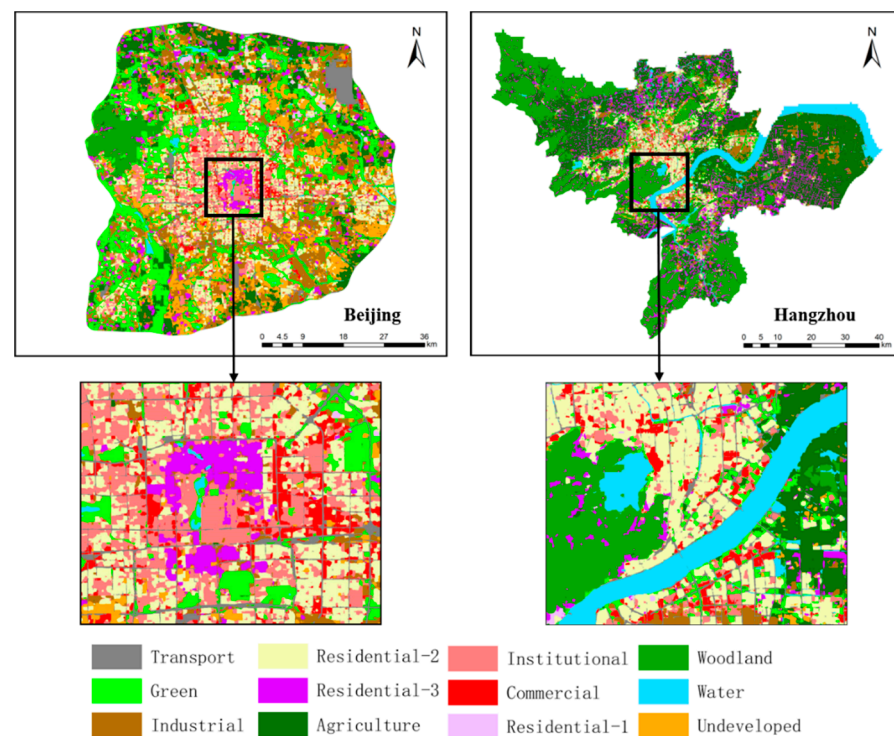 N
N
Beijing
0 4.5 9 18 27 36
km
Hangzhou
0 5 10 20 30 40
km
Transport
Residential-2
Institutional
Woodland
Green
Residential-3
Commercial
Water
Industrial
Agriculture
Residential-1
Undeveloped